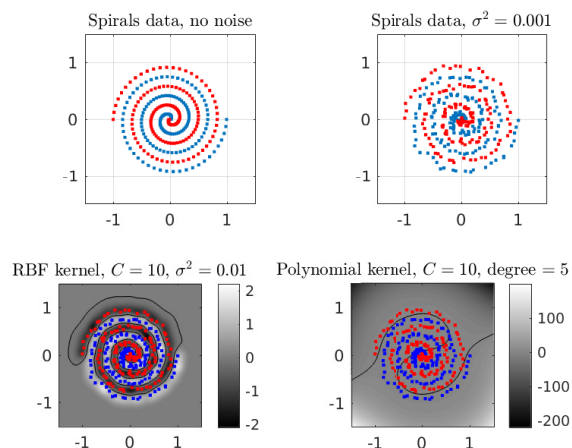 Spirals data, no noise
1
0
-1
-1 0 1
Spirals data, σ² = 0.001
1
0
-1
-1 0 1
RBF kernel, C = 10, σ² = 0.01
1
0
-1
-1 0 1
2
1
0
-1
-2
Polynomial kernel, C = 10, degree = 5
1
0
-1
-1 0 1
100
0
-100
-200